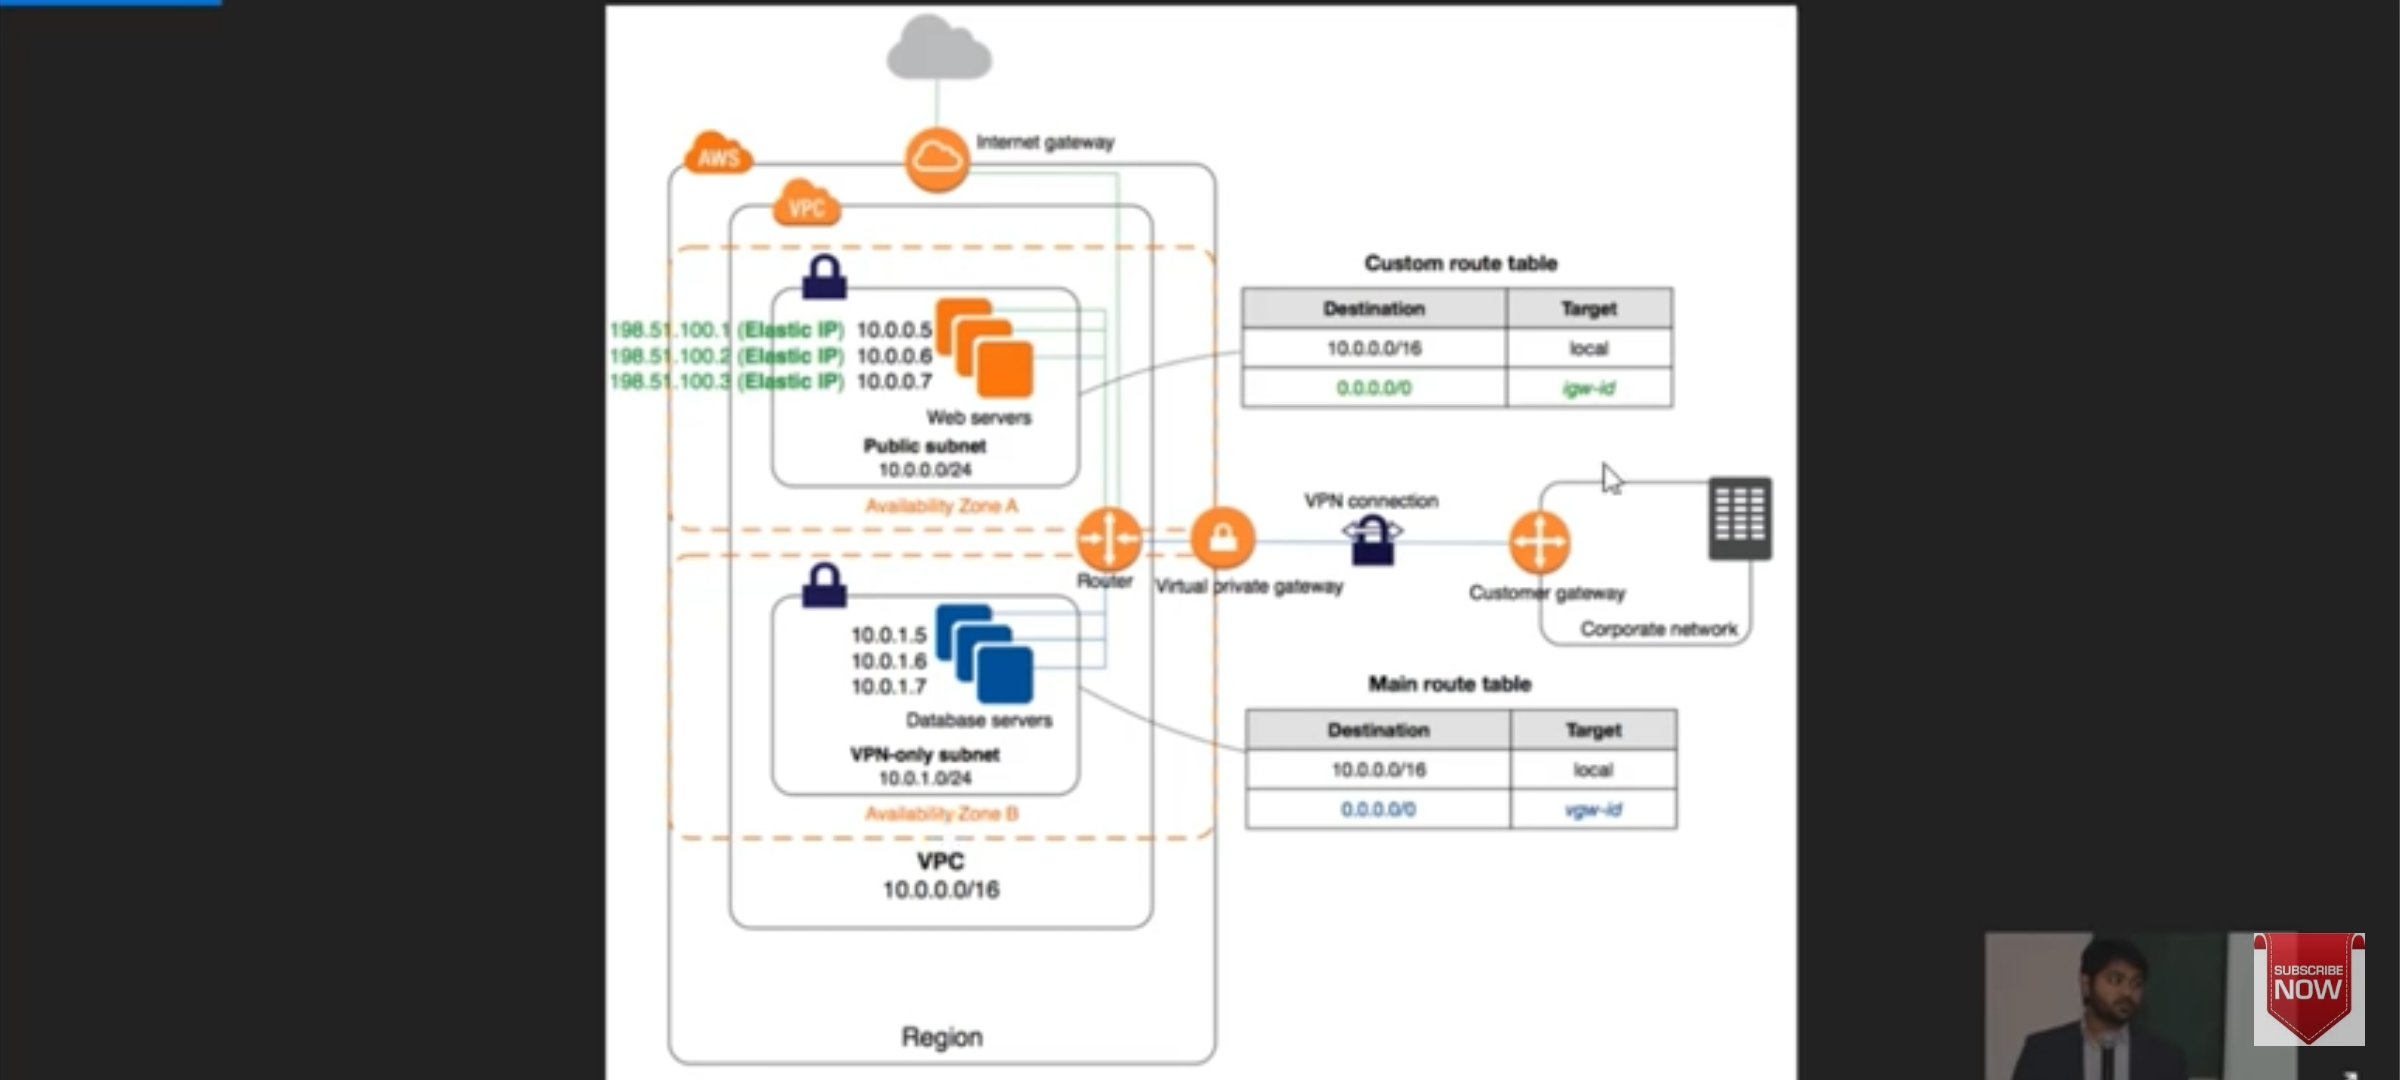 Internet gateway
AWS
VPC
198.51.100.1 (Elastic IP) 10.0.0.5
198.51.100.2 (Elastic IP) 10.0.0.6
198.51.100.3 (Elastic IP) 10.0.0.7
Web servers
Public subnet
10.0.0.0/24
Availability Zone A
Custom route table
Destination Target
10.0.0.0/16 local
0.0.0.0/0 igw-id
VPN connection
Router
Virtual private gateway
Customer gateway
Corporate network
10.0.1.5
10.0.1.6
10.0.1.7
Database servers
VPN-only subnet
10.0.1.0/24
Availability Zone B
Main route table
Destination Target
10.0.0.0/16 local
0.0.0.0/0 vgw-id
VPC
10.0.0.0/16
Region
SUBSCRIBE
NOW